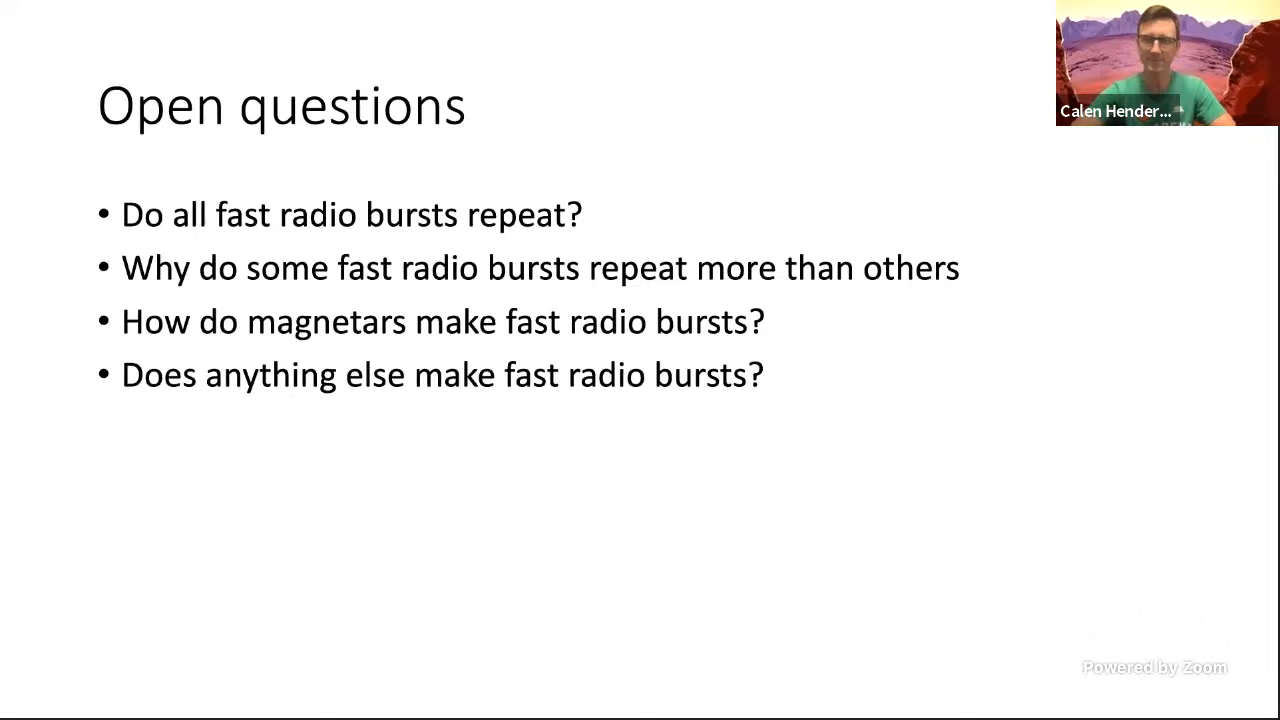 Open questions
Calen Hender...
• Do all fast radio bursts repeat?
• Why do some fast radio bursts repeat more than others
• How do magnetars make fast radio bursts?
• Does anything else make fast radio bursts?
Powered by Zoom